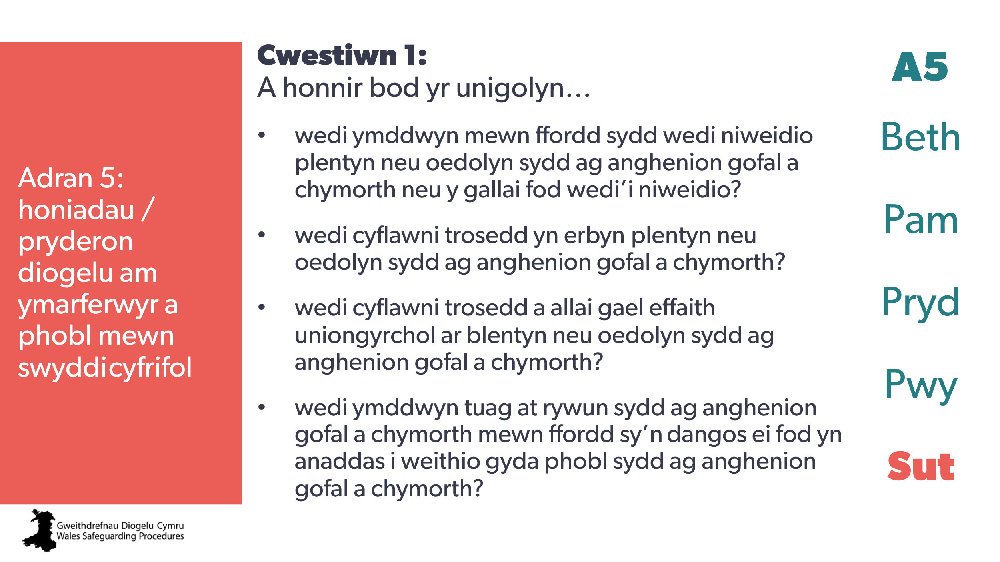 Adran 5:
honiadau /
pryderon
diogelu am
ymarferwyr a
phobl mewn
swyddi cyfrifol
Cwestiwn 1:
A honnir bod yr unigolyn...
• wedi ymddwyn mewn ffordd sydd wedi niweidio
plentyn neu oedolyn sydd ag anghenion gofal a
chymorth neu y gallai fod wedi’i niweidio?
• wedi cyflawni trosedd yn erbyn plentyn neu
oedolyn sydd ag anghenion gofal a chymorth?
• wedi cyflawni trosedd a allai gael effaith
uniongyrchol ar blentyn neu oedolyn sydd ag
anghenion gofal a chymorth?
• wedi ymddwyn tuag at rywun sydd ag anghenion
gofal a chymorth mewn ffordd sy’n dangos ei fod yn
anaddas i weithio gyda phobl sydd ag anghenion
gofal a chymorth?
A5
Beth
Pam
Pryd
Pwy
Sut
Gweithdrefnau Diogelu Cymru
Wales Safeguarding Procedures